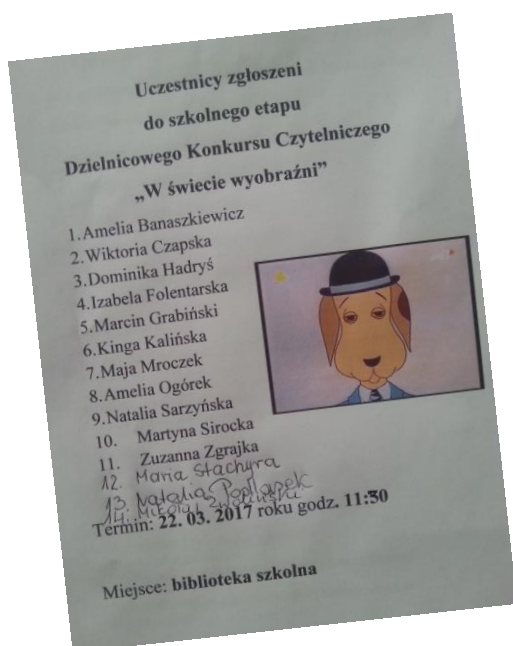 Uczestnicy zgłoszeni
do szkolnego etapu
Dzielnicowego Konkursu Czytelniczego
„W świecie wyobraźni”
1.Amelia Banaszkiewicz
2.Wiktoria Czapska
3.Dominika Hadryś
4.Izabela Folentarska
5.Marcin Grabiński
6.Kinga Kalińska
7.Maja Mroczek
8.Amelia Ogórek
9.Natalia Sarzyńska
10. Martyna Sirocka
11. Zuzanna Zgrajka
12. Maria Stachyra
13. Natalia
14. Mikołaj
Termin: 22. 03. 2017 roku godz. 11:30
Miejsce: biblioteka szkolna